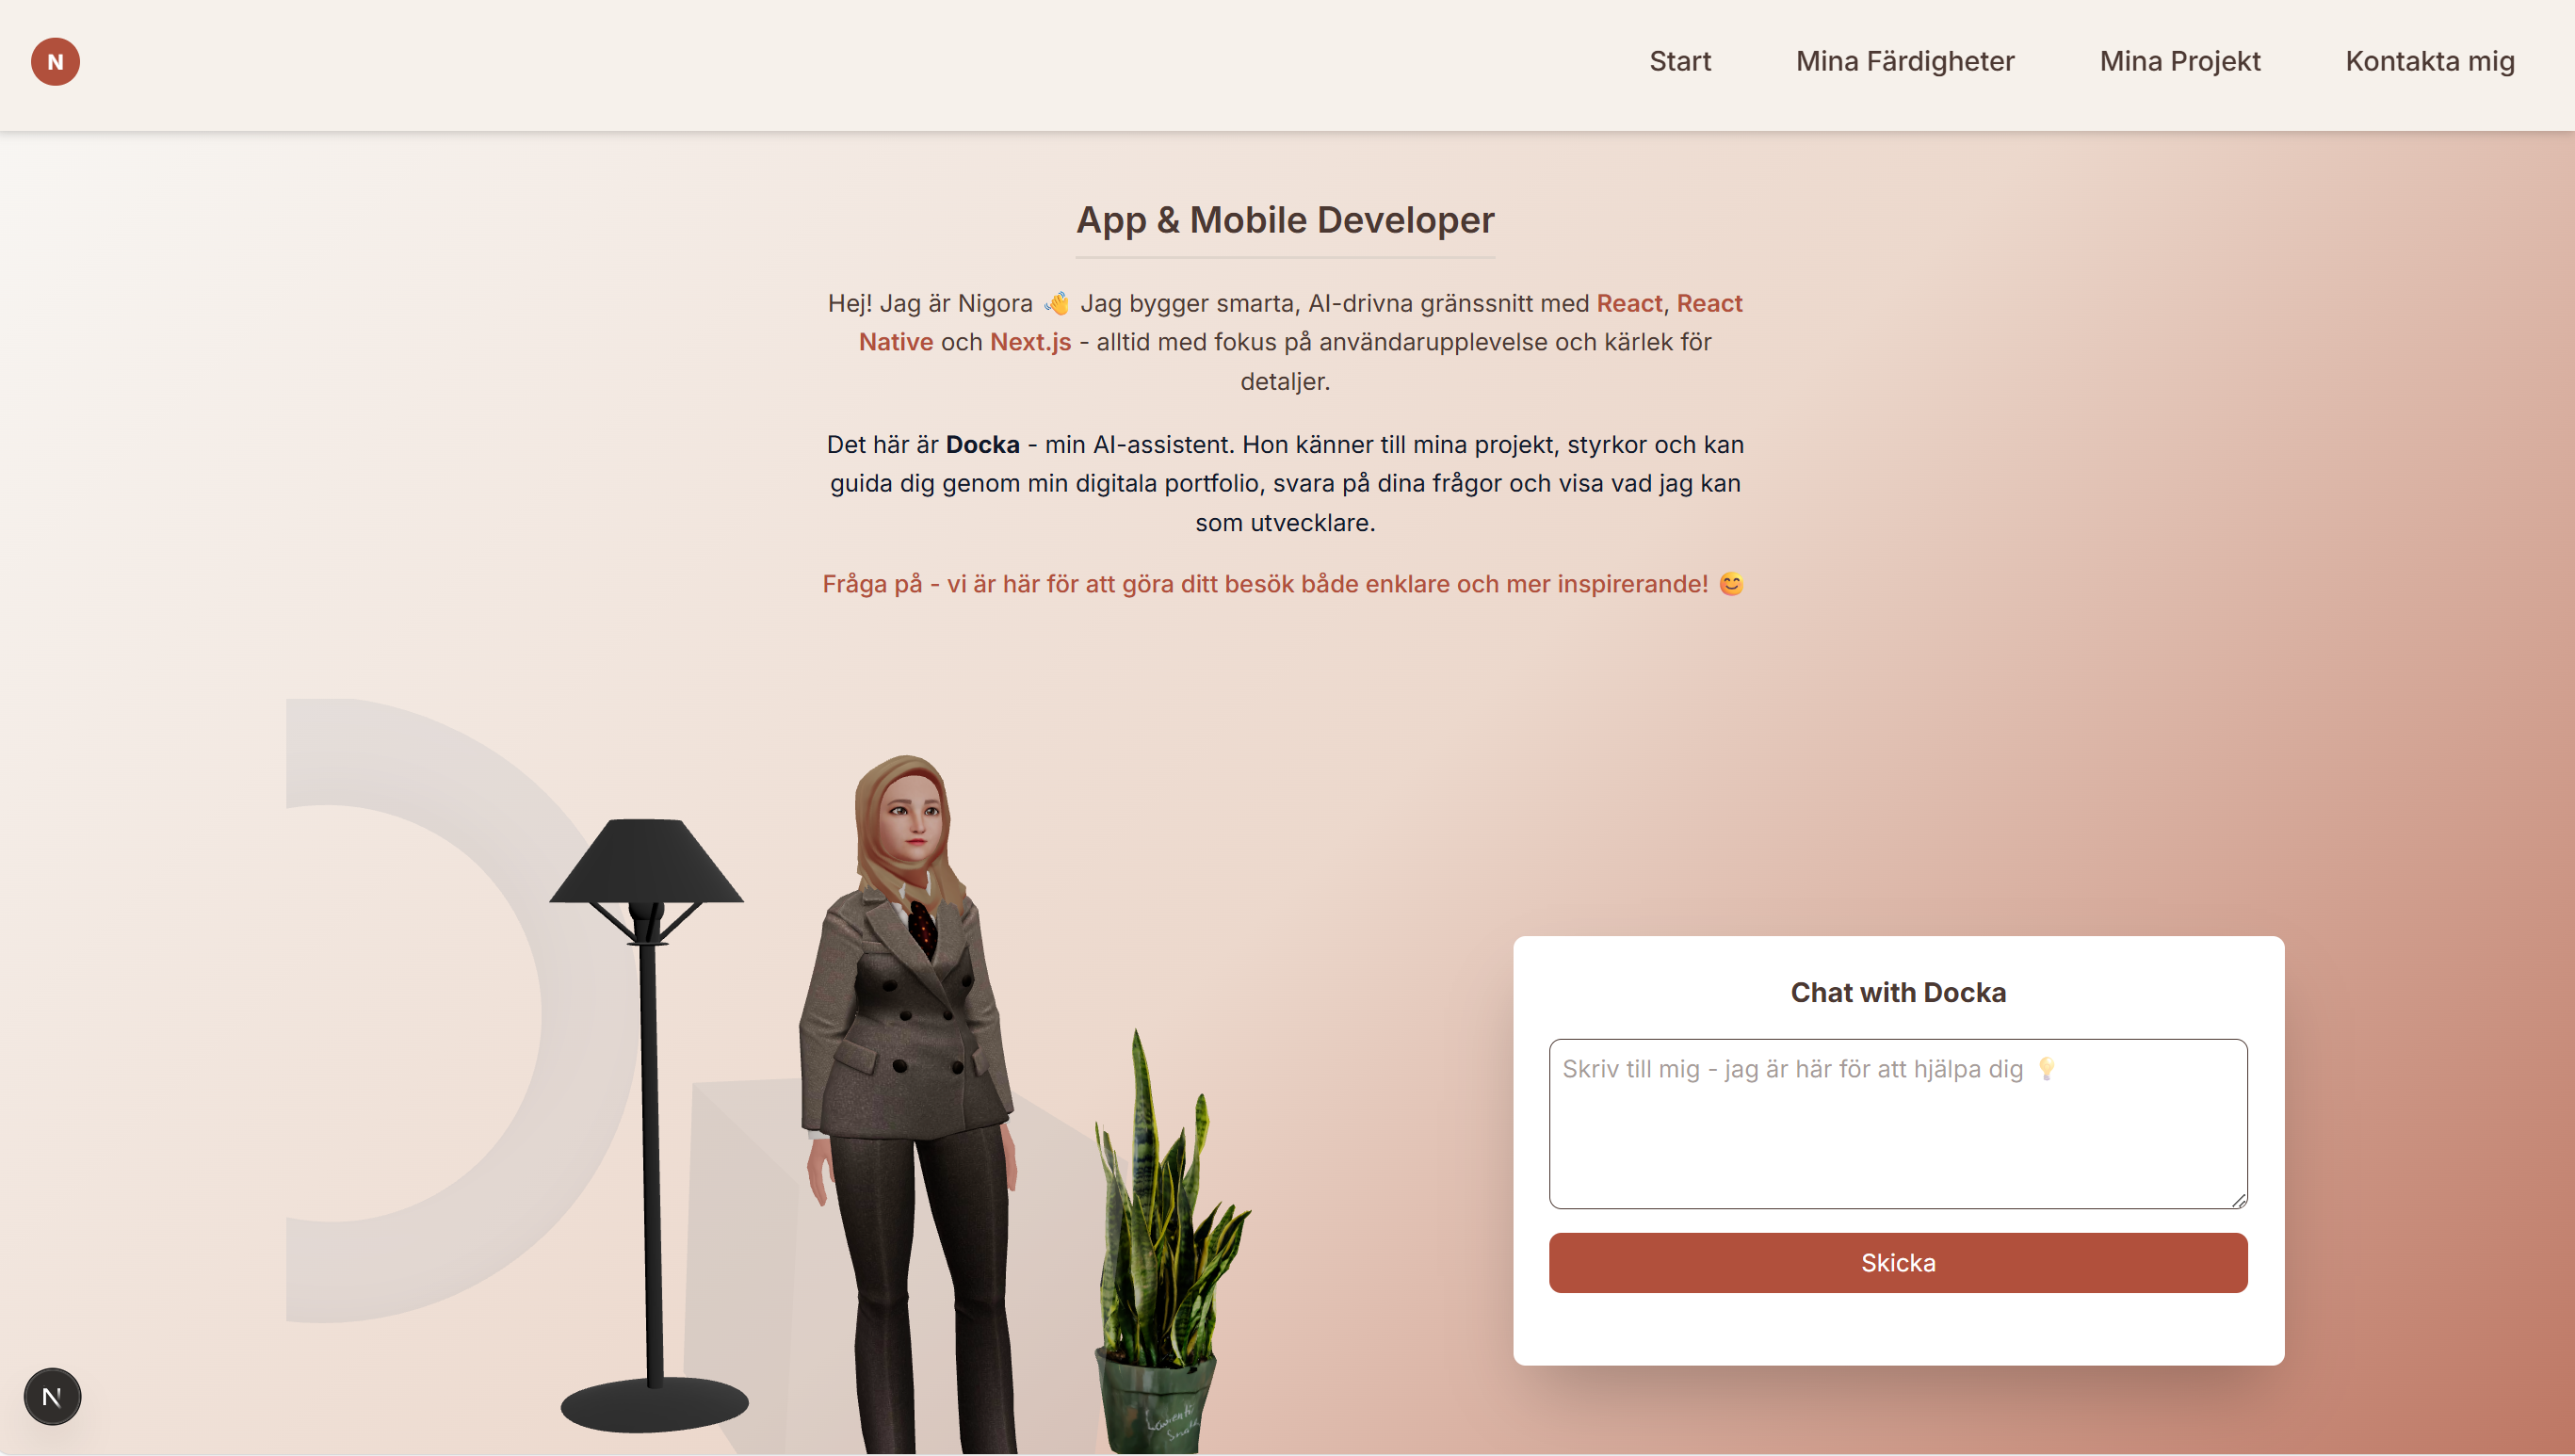 N
Start
Mina Färdigheter
Mina Projekt
Kontakta mig
App & Mobile Developer
Hej! Jag är Nigora 👋 Jag bygger smarta, AI-drivna gränssnitt med React, React
Native och Next.js - alltid med fokus på användarupplevelse och kärlek för
detaljer.
Det här är Docka - min AI-assistent. Hon känner till mina projekt, styrkor och kan
guida dig genom min digitala portfolio, svara på dina frågor och visa vad jag kan
som utvecklare.
Fråga på - vi är här för att göra ditt besök både enklare och mer inspirerande! 😊
Chat with Docka
Skriv till mig - jag är här för att hjälpa dig 💡
Skicka
N